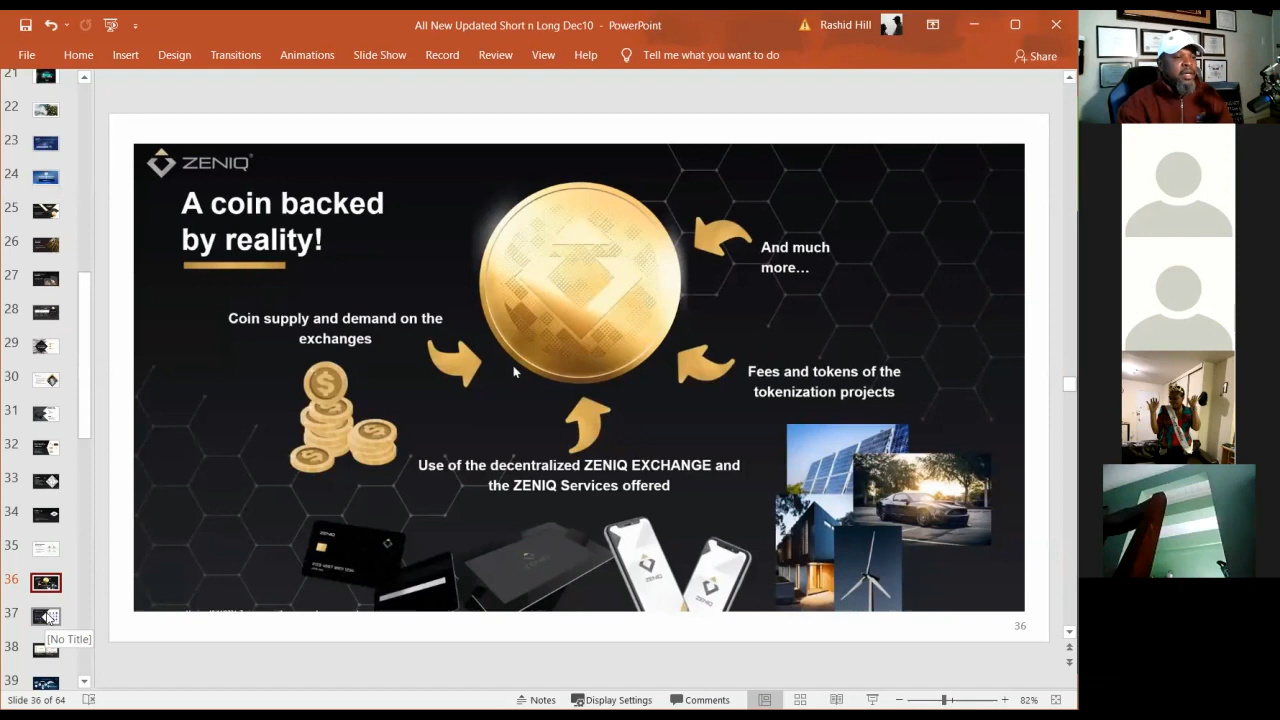 All New Updated Short n Long Dec10 - PowerPoint
Rashid Hill
File Home Insert Design Transitions Animations Slide Show Record Review View Help Tell me what you want to do
Share
21
22
23
24
25
26
27
28
29
30
31
32
33
34
35
36
37
[No Title]
38
39
ZENIQ®
A coin backed
by reality!
And much
more...
Coin supply and demand on the
exchanges
Fees and tokens of the
tokenization projects
Use of the decentralized ZENIQ EXCHANGE and
the ZENIQ Services offered
ZENIQ
ZENIQ
ZENIQ
36
Slide 36 of 64
Notes Display Settings Comments
82%